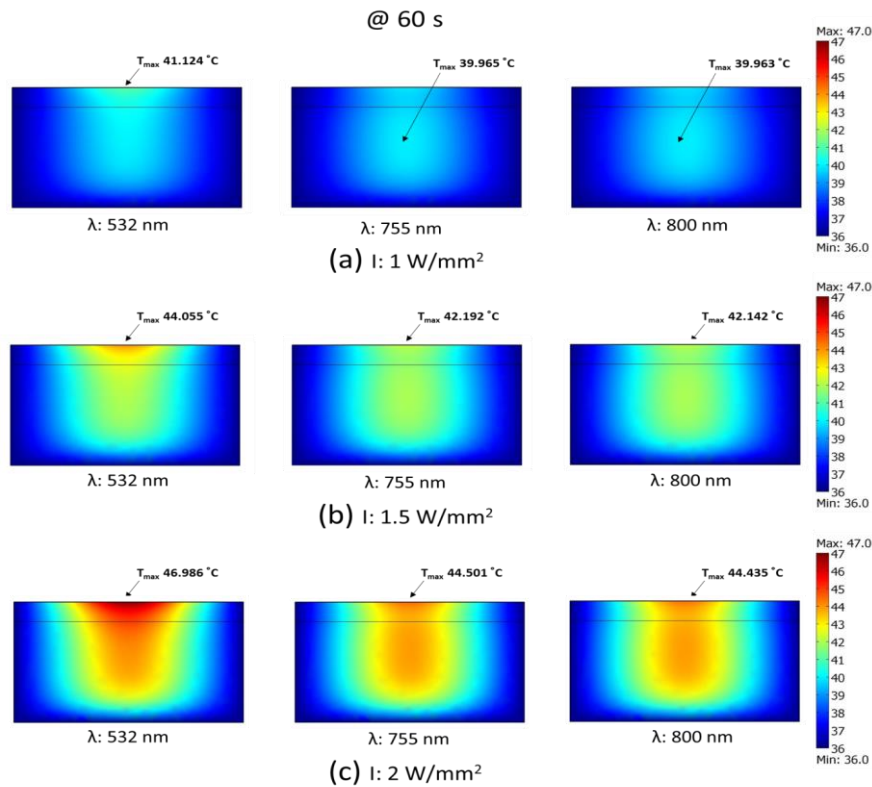 @ 60 s
Max: 47.0
Tmax 41.124 °C
Tmax 39.965 °C
Tmax 39.963 °C
47
46
45
44
43
42
41
40
39
38
37
36
Min: 36.0
λ: 532 nm
λ: 755 nm
λ: 800 nm
(a) I: 1 W/mm²
Max: 47.0
Tmax 44.055 °C
Tmax 42.192 °C
Tmax 42.142 °C
47
46
45
44
43
42
41
40
39
38
37
36
Min: 36.0
λ: 532 nm
λ: 755 nm
λ: 800 nm
(b) I: 1.5 W/mm²
Max: 47.0
Tmax 46.986 °C
Tmax 44.501 °C
Tmax 44.435 °C
47
46
45
44
43
42
41
40
39
38
37
36
Min: 36.0
λ: 532 nm
λ: 755 nm
λ: 800 nm
(c) I: 2 W/mm²